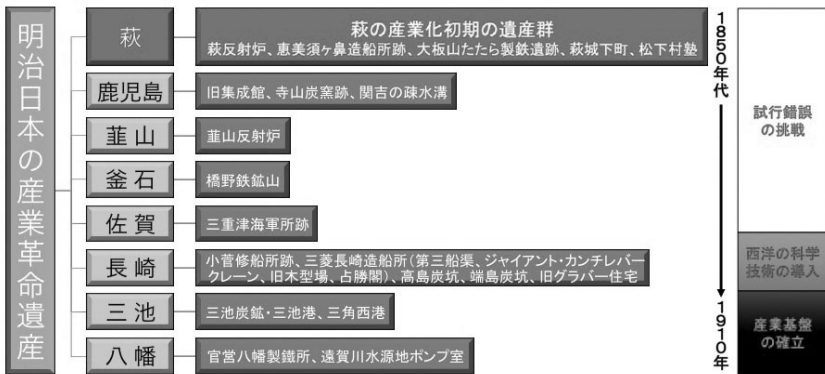 明治日本の産業革命遺産
萩
萩の産業化初期の遺産群
萩反射炉、恵美須ヶ鼻造船所跡、大板山たたら製鉄遺跡、萩城下町、松下村塾
鹿児島
旧集成館、寺山炭窯跡、関吉の疎水溝
韮山
韮山反射炉
釜石
橋野鉄鉱山
佐賀
三重津海軍所跡
長崎
小菅修船所跡、三菱長崎造船所(第三船渠、ジャイアント・カンチレバー
クレーン、旧木型場、占勝閣)、高島炭坑、端島炭坑、旧グラバー住宅
三池
三池炭鉱・三池港、三角西港
八幡
官営八幡製鐵所、遠賀川水源地ポンプ室
1850年代
1910年
試行錯誤
の挑戦
西洋の科学
技術の導入
産業基盤
の確立